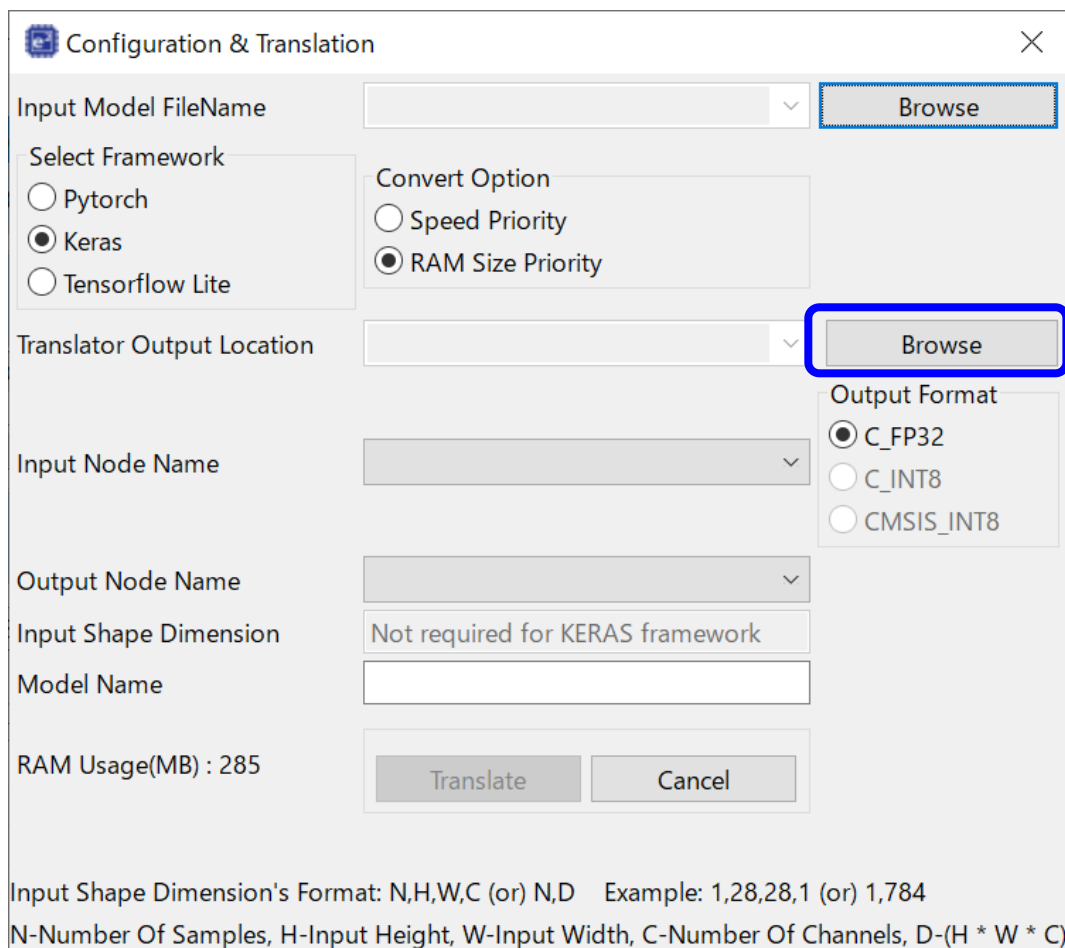 e²
Configuration & Translation
Input Model FileName
Browse
Select Framework
Pytorch
Keras
Tensorflow Lite
Convert Option
Speed Priority
RAM Size Priority
Translator Output Location
Browse
Output Format
C_FP32
C_INT8
CMSIS_INT8
Input Node Name
Output Node Name
Input Shape Dimension
Not required for KERAS framework
Model Name
RAM Usage(MB) : 285
Translate
Cancel
Input Shape Dimension's Format: N,H,W,C (or) N,D Example: 1,28,28,1 (or) 1,784
N-Number Of Samples, H-Input Height, W-Input Width, C-Number Of Channels, D-(H * W * C)